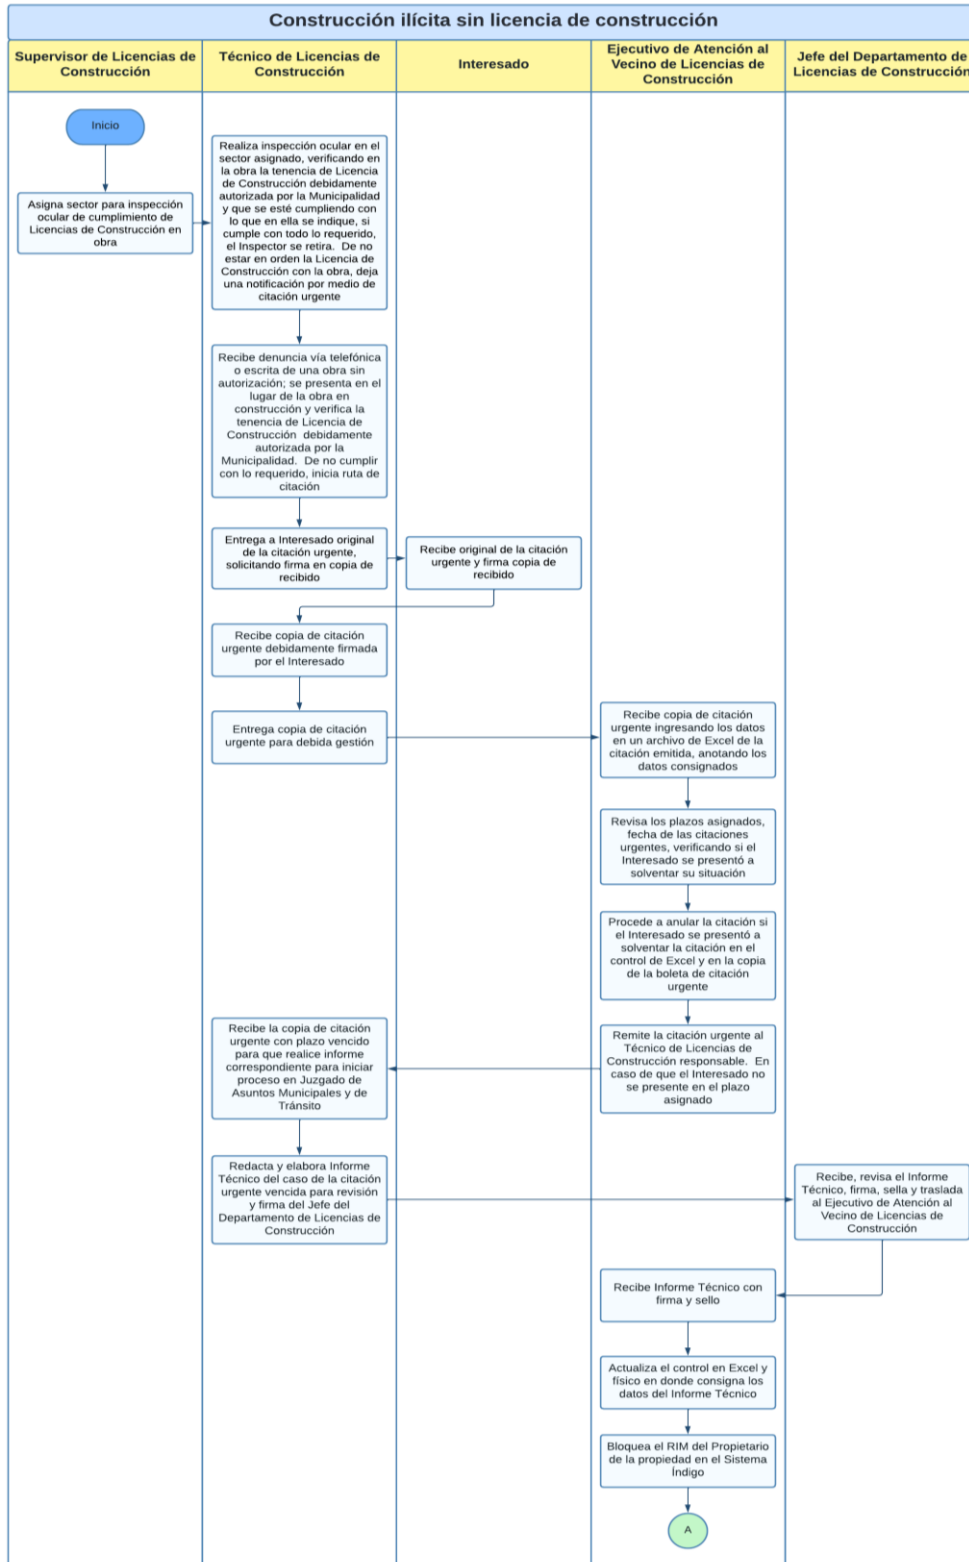 Construcción ilícita sin licencia de construcción
Supervisor de Licencias de
Construcción
Técnico de Licencias de
Construcción
Interesado
Ejecutivo de Atención al
Vecino de Licencias de
Construcción
Jefe del Departamento de
Licencias de Construcción
Inicio
Asigna sector para inspección
ocular de cumplimiento de
Licencias de Construcción en
obra
Realiza inspección ocular en el
sector asignado, verificando en
la obra la tenencia de Licencia
de Construcción debidamente
autorizada por la Municipalidad
y que se esté cumpliendo con
lo que en ella se indique, si
cumple con todo lo requerido,
el Inspector se retira. De no
estar en orden la Licencia de
Construcción con la obra, deja
una notificación por medio de
citación urgente
Recibe denuncia vía telefónica
o escrita de una obra sin
autorización; se presenta en el
lugar de la obra en
construcción y verifica la
tenencia de Licencia de
Construcción debidamente
autorizada por la
Municipalidad. De no cumplir
con lo requerido, inicia ruta de
citación
Entrega a Interesado original
de la citación urgente,
solicitando firma en copia de
recibido
Recibe original de la citación
urgente y firma copia de
recibido
Recibe copia de citación
urgente debidamente firmada
por el Interesado
Entrega copia de citación
urgente para debida gestión
Recibe copia de citación
urgente ingresando los datos
en un archivo de Excel de la
citación emitida, anotando los
datos consignados
Revisa los plazos asignados,
fecha de las citaciones
urgentes, verificando si el
Interesado se presentó a
solventar su situación
Procede a anular la citación si
el Interesado se presentó a
solventar la citación en el
control de Excel y en la copia
de la boleta de citación
urgente
Remite la citación urgente al
Técnico de Licencias de
Construcción responsable. En
caso de que el Interesado no
se presente en el plazo
asignado
Recibe la copia de citación
urgente con plazo vencido
para que realice informe
correspondiente para iniciar
proceso en Juzgado de
Asuntos Municipales y de
Tránsito
Redacta y elabora Informe
Técnico del caso de la citación
urgente vencida para revisión
y firma del Jefe del
Departamento de Licencias de
Construcción
Recibe, revisa el Informe
Técnico, firma, sella y traslada
al Ejecutivo de Atención al
Vecino de Licencias de
Construcción
Recibe Informe Técnico con
firma y sello
Actualiza el control en Excel y
físico en donde consigna los
datos del Informe Técnico
Bloquea el RIM del Propietario
de la propiedad en el Sistema
Índigo
A